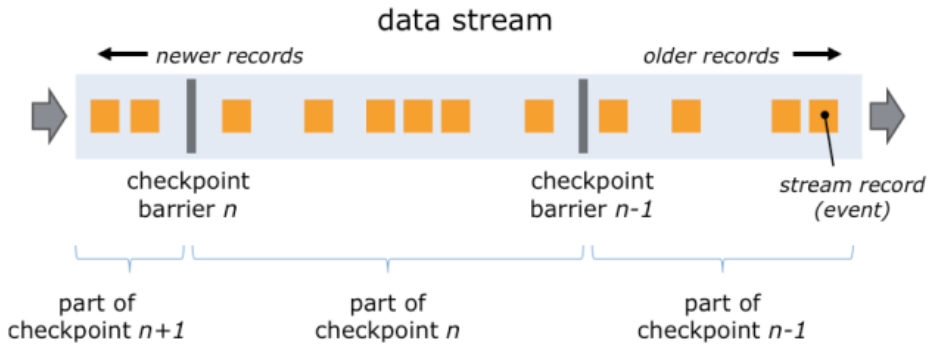 data stream
newer records
older records
checkpoint
barrier n
checkpoint
barrier n-1
stream record
(event)
part of
checkpoint n+1
part of
checkpoint n
part of
checkpoint n-1